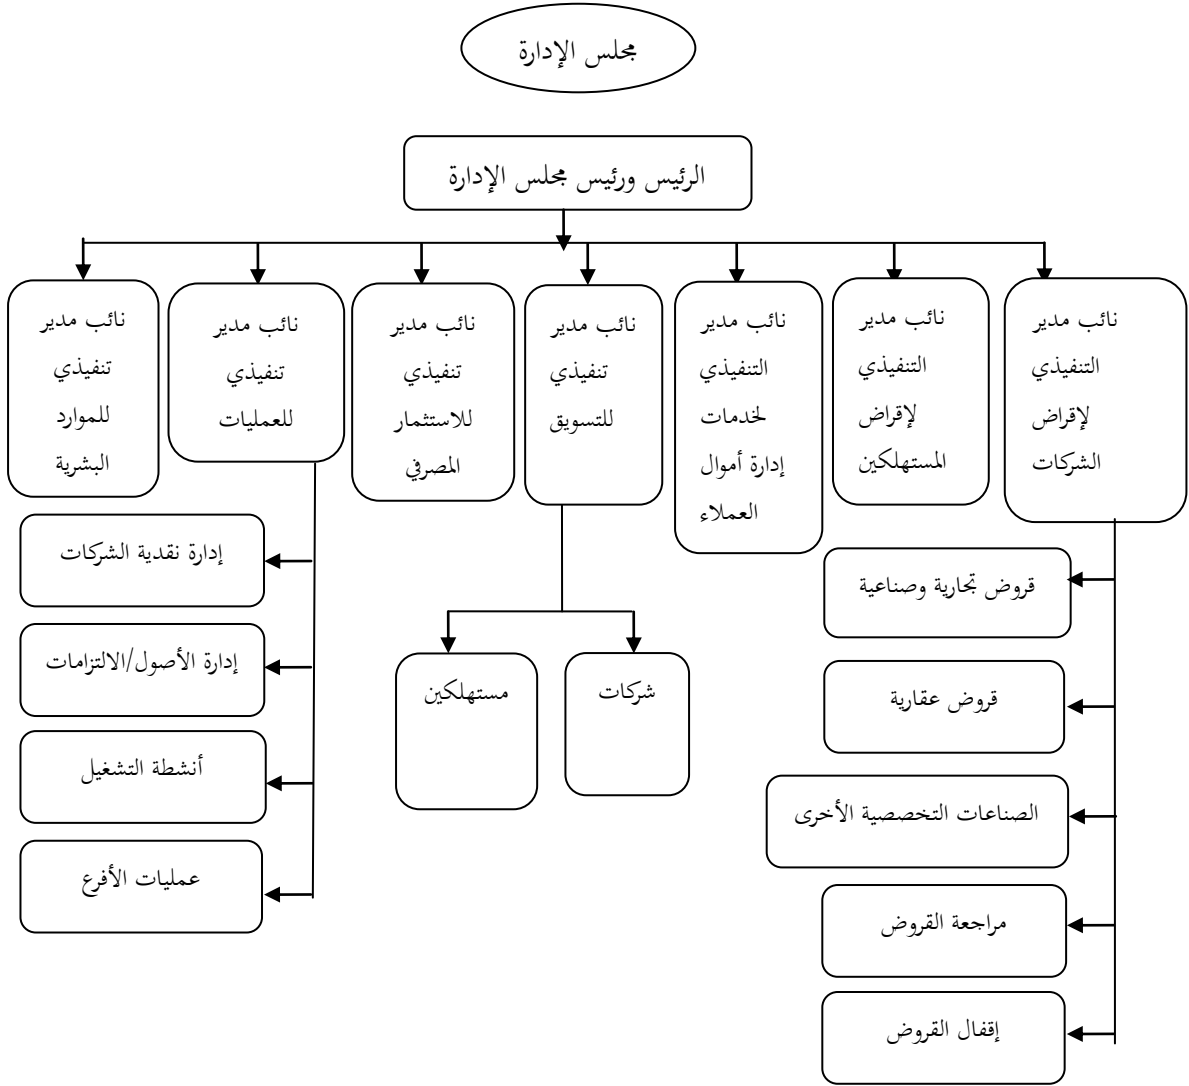 مجلس الإدارة
الرئيس ورئيس مجلس الإدارة
نائب مدير
التنفيذي
لإقراض
الشركات
نائب مدير
التنفيذي
لإقراض
المستهلكين
نائب مدير
التنفيذي
لخدمات
إدارة أموال
العملاء
نائب مدير
تنفيذي
للتسويق
نائب مدير
تنفيذي
للاستثمار
المصرفي
نائب مدير
تنفيذي
للعمليات
نائب مدير
تنفيذي
للموارد
البشرية
قروض تجارية وصناعية
قروض عقارية
الصناعات التخصصية الأخرى
مراجعة القروض
إقفال القروض
شركات
مستهلكين
إدارة نقدية الشركات
إدارة الأصول/الالتزامات
أنشطة التشغيل
عمليات الأفرع